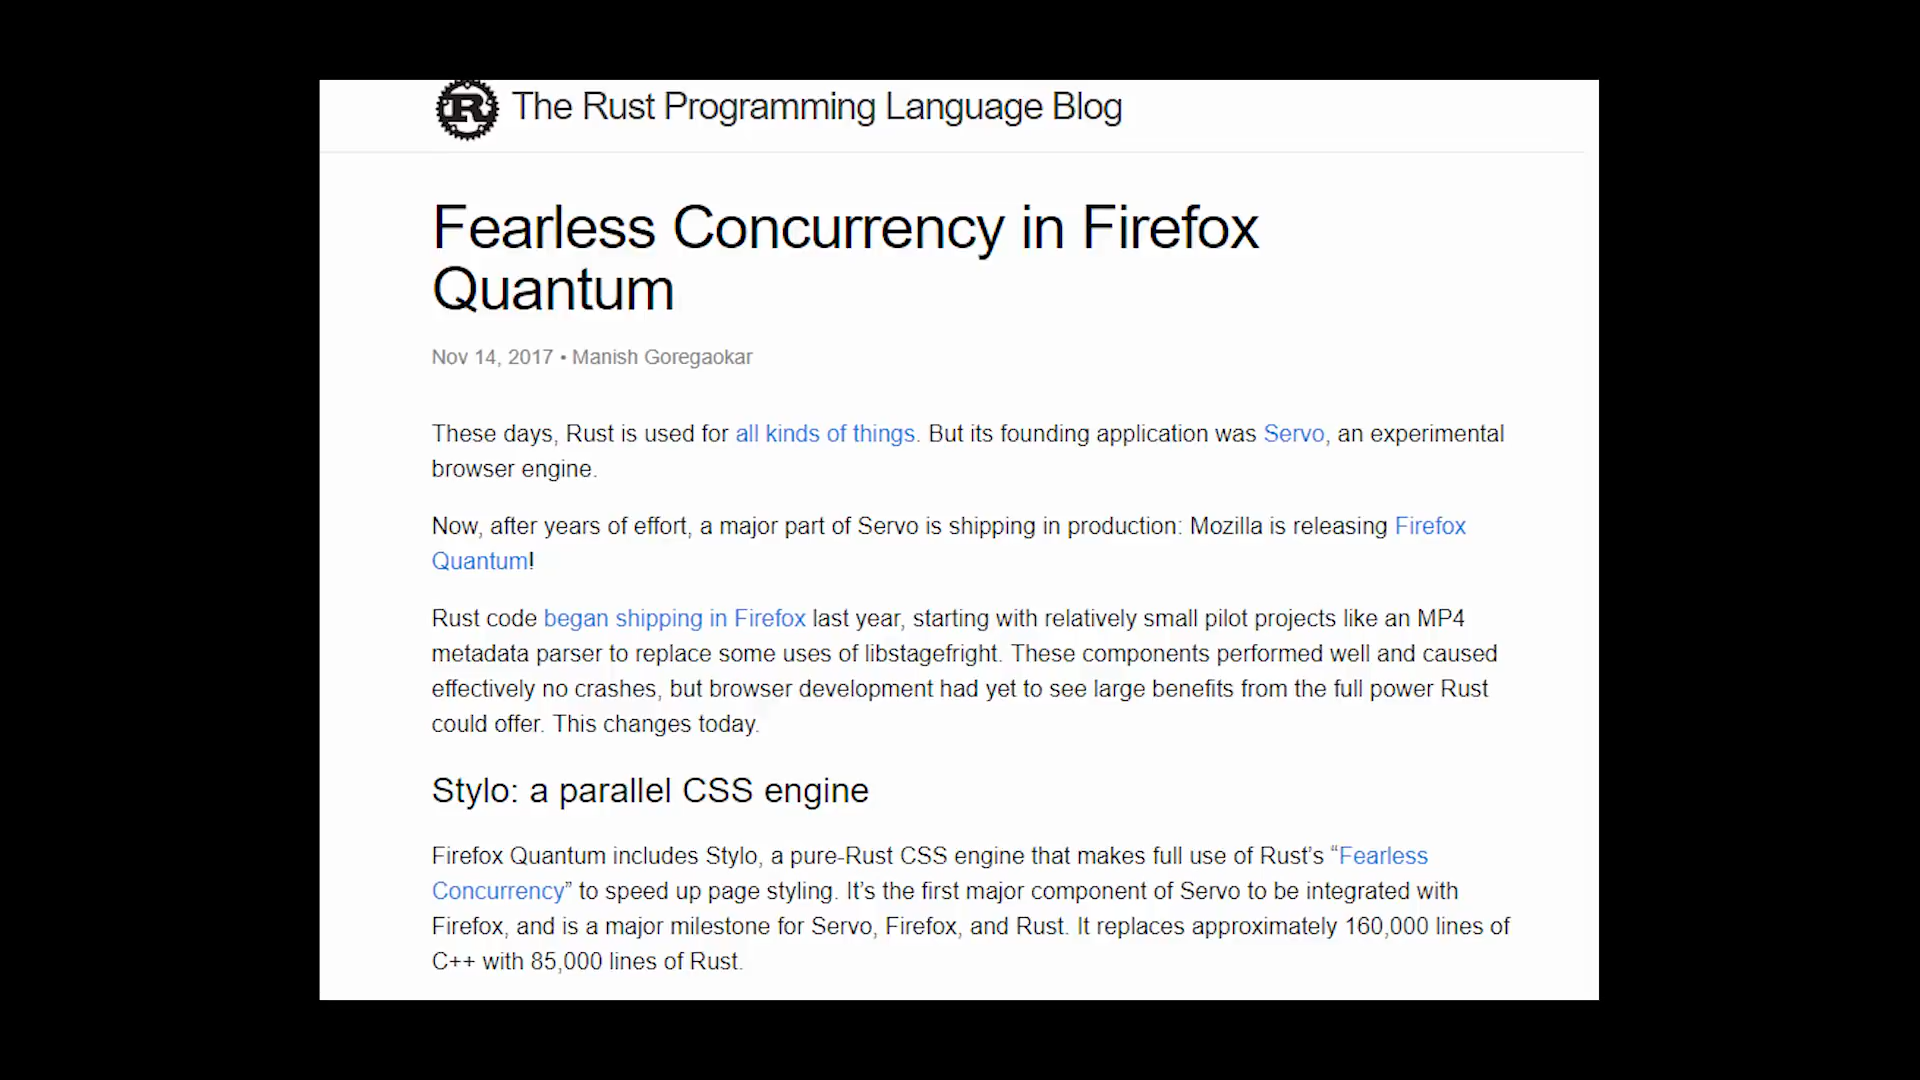 R The Rust Programming Language Blog
Fearless Concurrency in Firefox
Quantum
Nov 14, 2017 • Manish Goregaokar
These days, Rust is used for all kinds of things. But its founding application was Servo, an experimental
browser engine.
Now, after years of effort, a major part of Servo is shipping in production: Mozilla is releasing Firefox
Quantum!
Rust code began shipping in Firefox last year, starting with relatively small pilot projects like an MP4
metadata parser to replace some uses of libstagefright. These components performed well and caused
effectively no crashes, but browser development had yet to see large benefits from the full power Rust
could offer. This changes today.
Stylo: a parallel CSS engine
Firefox Quantum includes Stylo, a pure-Rust CSS engine that makes full use of Rust’s “Fearless
Concurrency” to speed up page styling. It’s the first major component of Servo to be integrated with
Firefox, and is a major milestone for Servo, Firefox, and Rust. It replaces approximately 160,000 lines of
C++ with 85,000 lines of Rust.